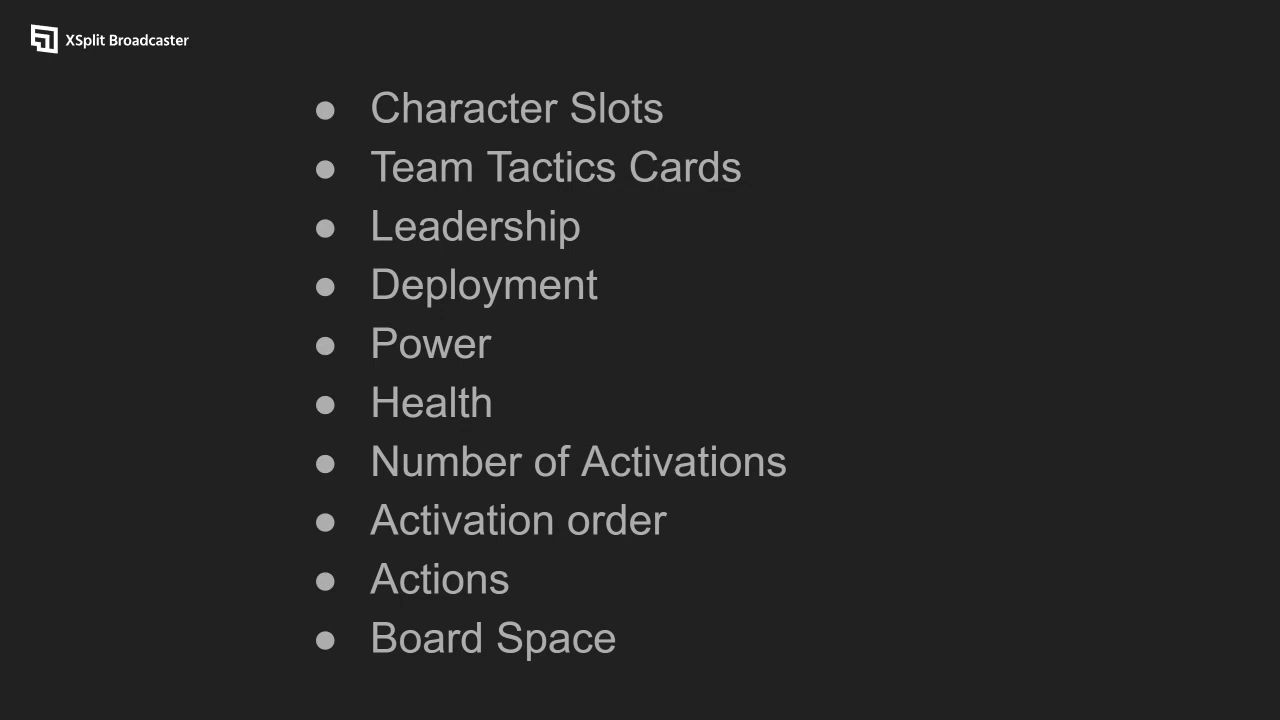 XSplit Broadcaster
● Character Slots
● Team Tactics Cards
● Leadership
● Deployment
● Power
● Health
● Number of Activations
● Activation order
● Actions
● Board Space